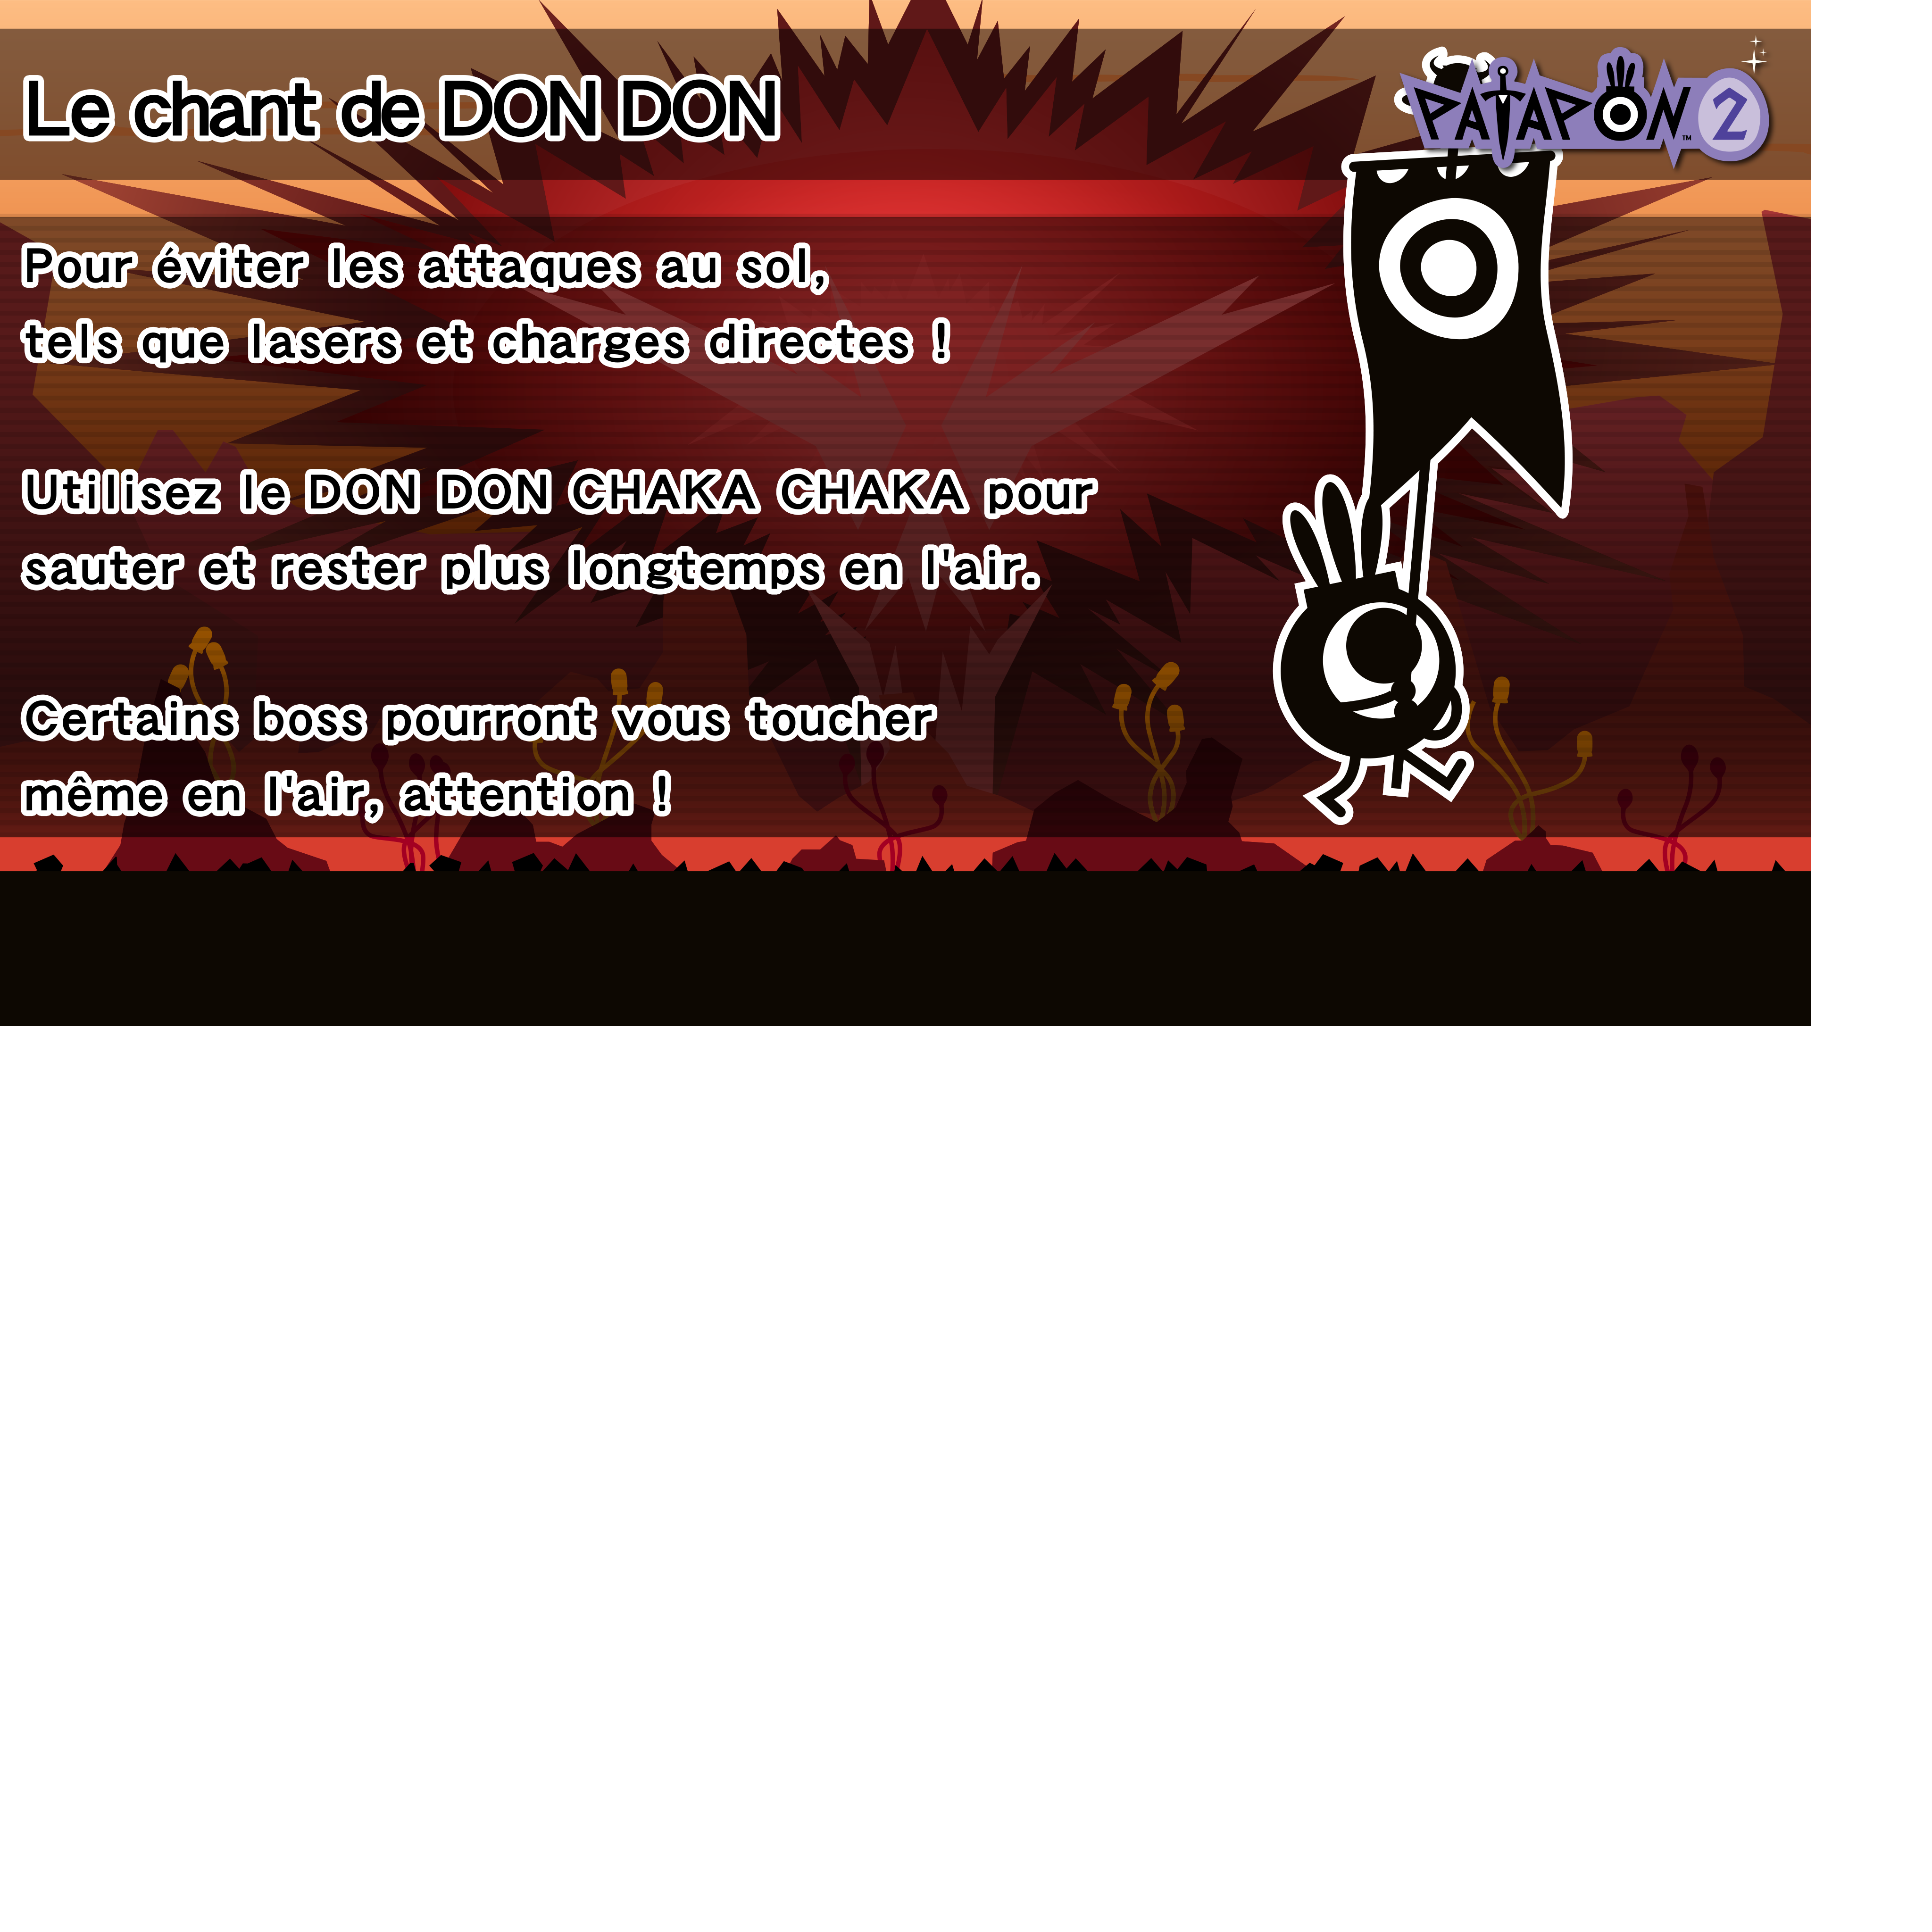 Le chant de DON DON
PATAPON 2
TM
Pour éviter les attaques au sol,
tels que lasers et charges directes !
Utilisez le DON DON CHAKA CHAKA pour
sauter et rester plus longtemps en l'air.
Certains boss pourront vous toucher
même en l'air, attention !